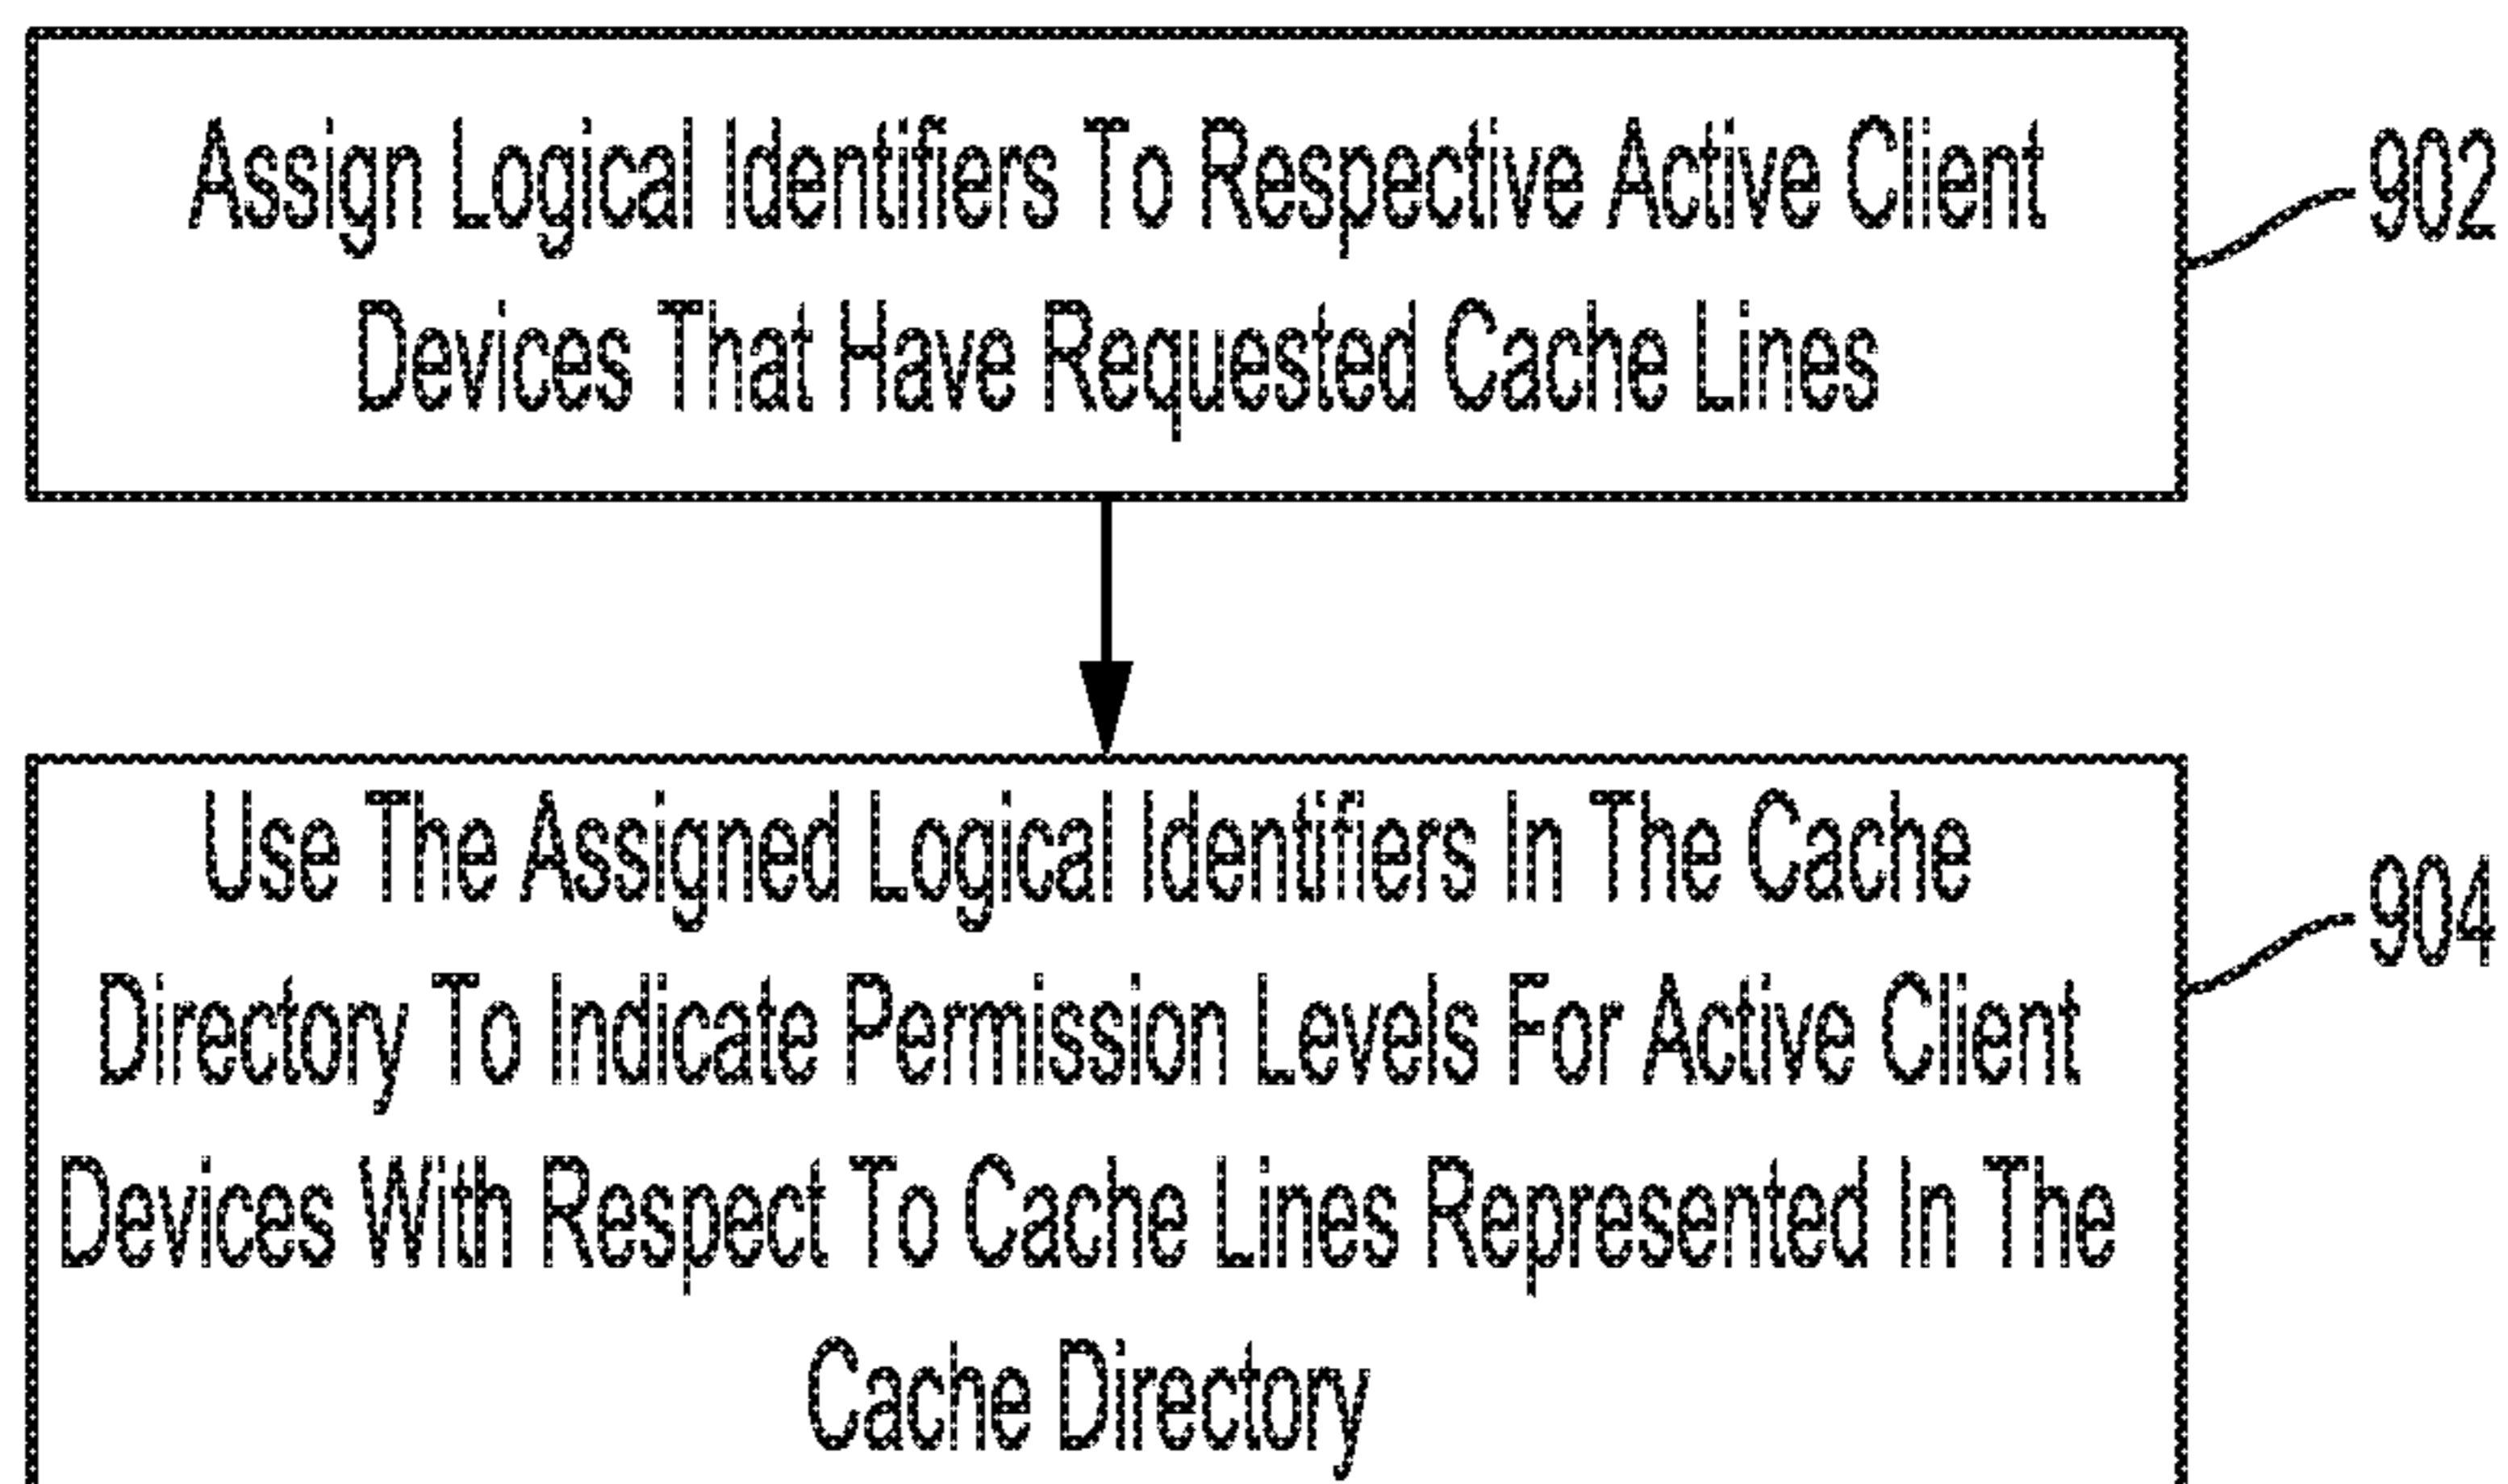 Assign Logical Identifiers To Respective Active Client
Devices That Have Requested Cache Lines
902
Use The Assigned Logical Identifiers In The Cache
Directory To Indicate Permission Levels For Active Client
Devices With Respect To Cache Lines Represented In The
Cache Directory
904